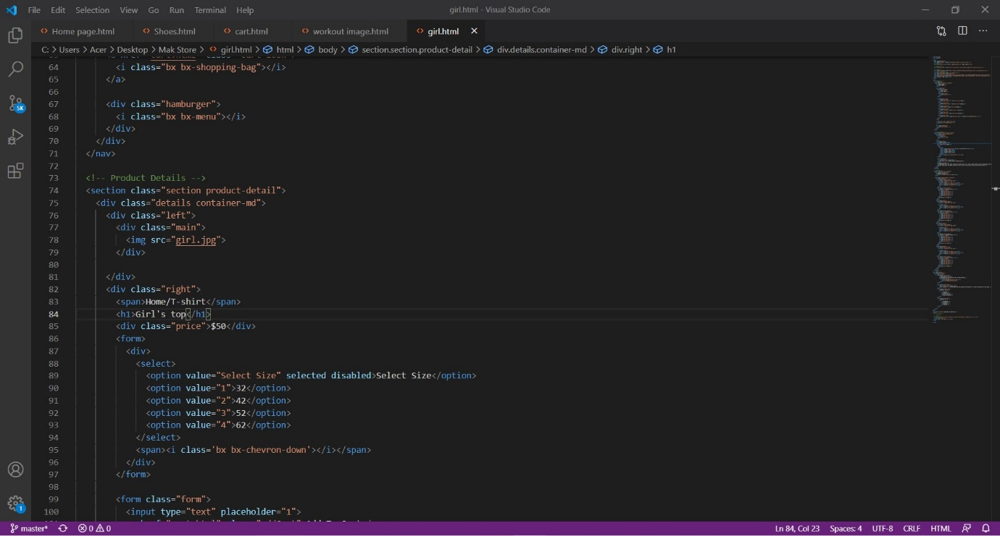 File Edit Selection View Go Run Terminal Help
girl.html - Visual Studio Code
Home page.html Shoes.html cart.html workout image.html girl.html
C: > Users > Acer > Desktop > Mak Store > girl.html > html > body > section.section.product-detail > div.details.container-md > div.right > h1
64 <i class="bx bx-shopping-bag"></i>
65 </a>
66
67 <div class="hamburger">
68 <i class="bx bx-menu"></i>
69 </div>
70 </div>
71 </nav>
72
73 <!-- Product Details -->
74 <section class="section product-detail">
75 <div class="details container-md">
76 <div class="left">
77 <div class="main">
78 <img src="girl.jpg">
79 </div>
80
81 </div>
82 <div class="right">
83 <span>Home/T-shirt</span>
84 <h1>Girl's top</h1>
85 <div class="price">$50</div>
86 <form>
87 <div>
88 <select>
89 <option value="Select Size" selected disabled>Select Size</option>
90 <option value="1">32</option>
91 <option value="2">42</option>
92 <option value="3">52</option>
93 <option value="4">62</option>
94 </select>
95 <span><i class='bx bx-chevron-down'></i></span>
96 </div>
97 </form>
98
99 <form class="form">
100 <input type="text" placeholder="1">
5K
1
master* 0 0
Ln 84, Col 23 Spaces: 4 UTF-8 CRLF HTML